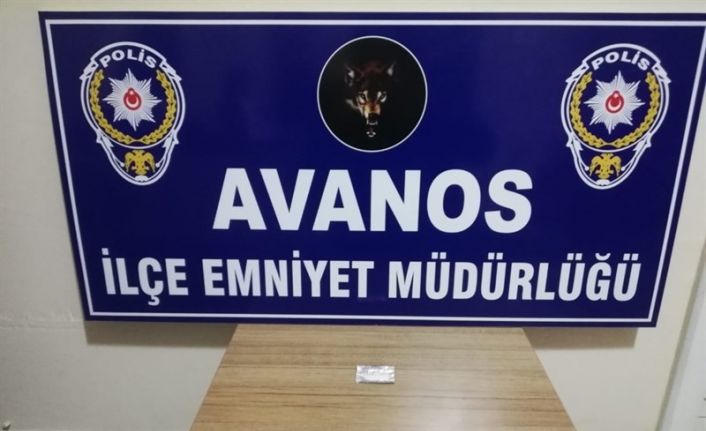 POLİS
POLİS
AVANOS
İLÇE EMNİYET MÜDÜRLÜĞÜ